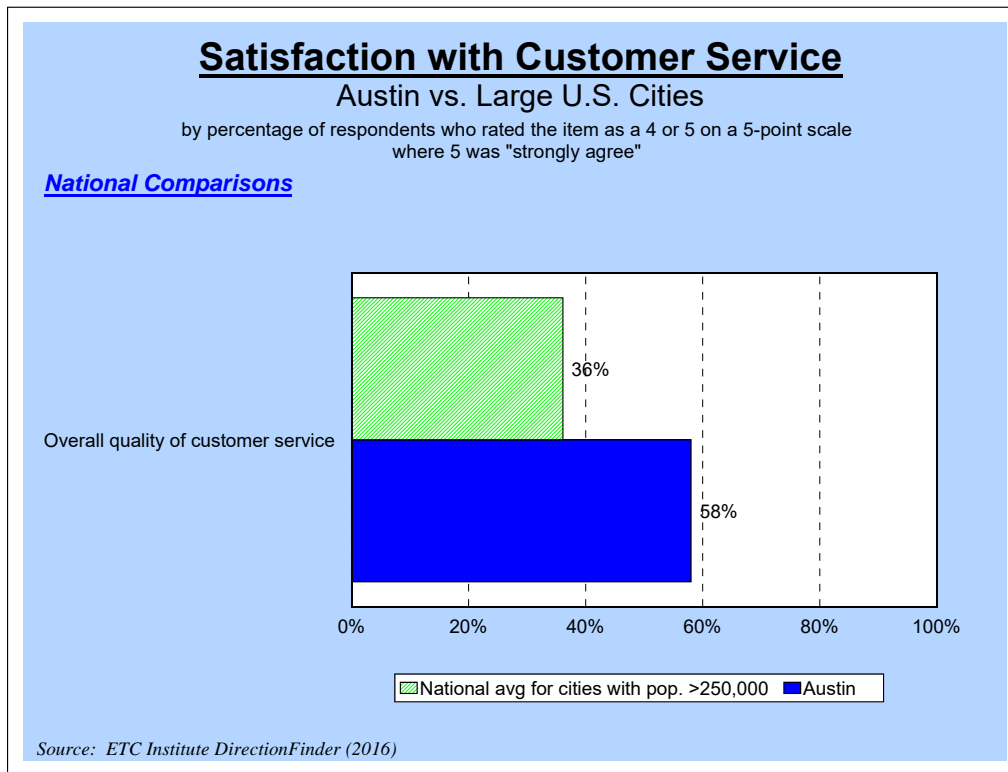 Satisfaction with Customer Service
Austin vs. Large U.S. Cities
by percentage of respondents who rated the item as a 4 or 5 on a 5-point scale
where 5 was "strongly agree"
National Comparisons
36%
Overall quality of customer service
58%
0% 20% 40% 60% 80% 100%
National avg for cities with pop. >250,000 Austin
Source: ETC Institute DirectionFinder (2016)